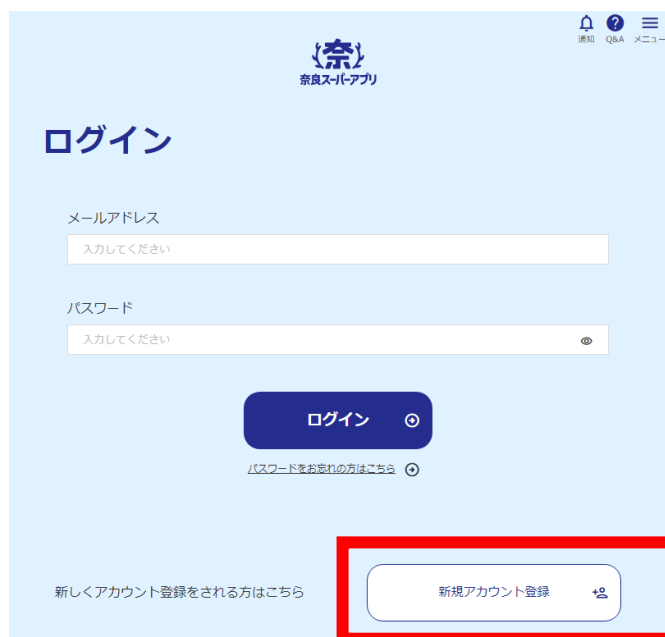 通知 Q&A メニュー
奈
奈良スーパーアプリ
ログイン
メールアドレス
入力してください
パスワード
入力してください
ログイン
パスワードをお忘れの方はこちら
新しくアカウント登録をされる方はこちら
新規アカウント登録